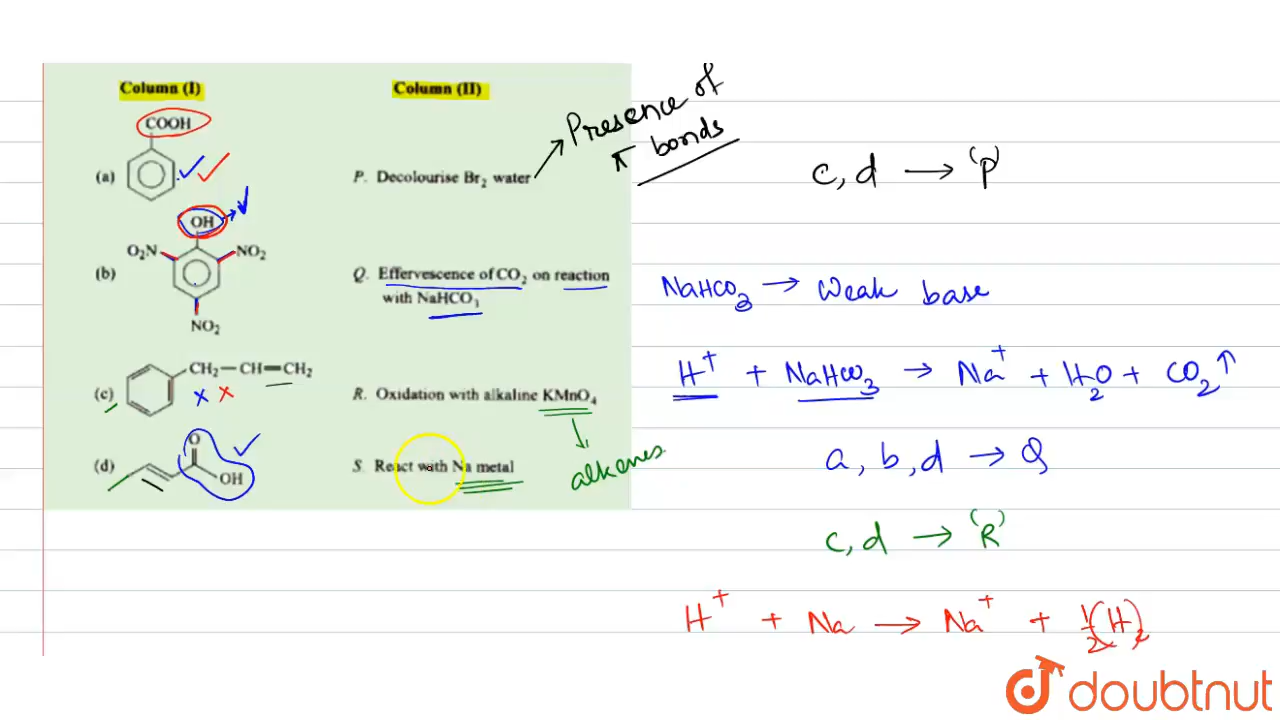 Column (I) Column (II)
COOH
(a) P. Decolourise Br2 water
Presence of
π bonds
c, d → (P)
OH
O2N NO2
(b) Q. Effervescence of CO2 on reaction
with NaHCO3
NO2
NaHCO3 → Weak base
H+ + NaHCO3 → Na+ + H2O + CO2↑
CH2—CH=CH2
(c) R. Oxidation with alkaline KMnO4
alkenes
a, b, d → Q
O
(d) S. React with Na metal
OH
c, d → (R)
H+ + Na → Na+ + 1/2(H)2
doubtnut